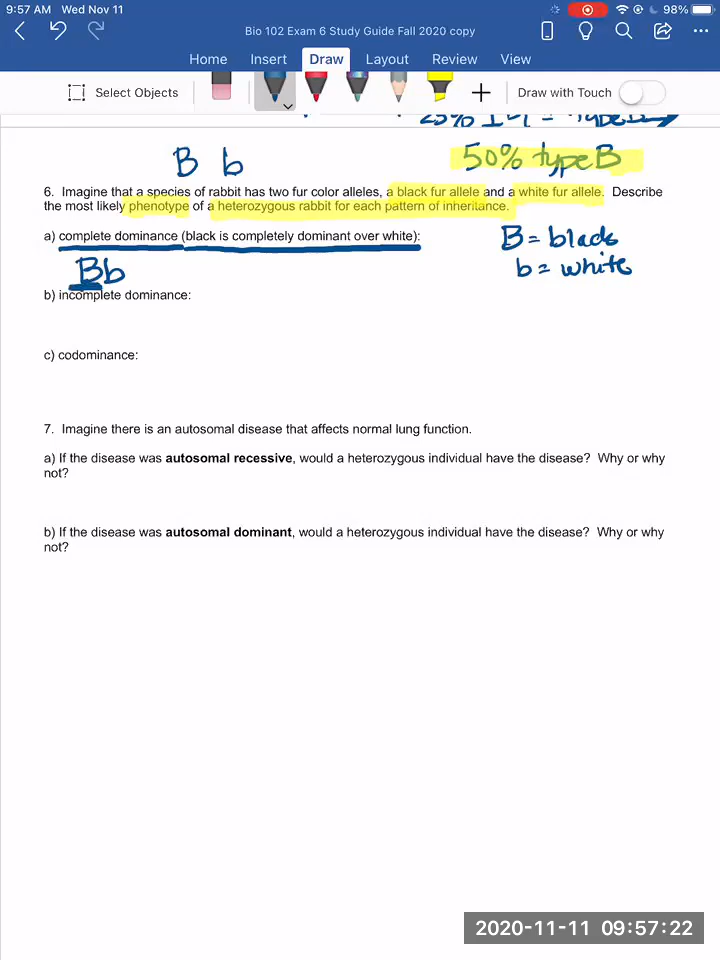 9:57 AM Wed Nov 11
98%
Bio 102 Exam 6 Study Guide Fall 2020 copy
Home Insert Draw Layout Review View
Select Objects
Draw with Touch
50% type B
B b
6. Imagine that a species of rabbit has two fur color alleles, a black fur allele and a white fur allele. Describe
the most likely phenotype of a heterozygous rabbit for each pattern of inheritance.
a) complete dominance (black is completely dominant over white):
B = black
b = white
Bb
b) incomplete dominance:
c) codominance:
7. Imagine there is an autosomal disease that affects normal lung function.
a) If the disease was autosomal recessive, would a heterozygous individual have the disease? Why or why
not?
b) If the disease was autosomal dominant, would a heterozygous individual have the disease? Why or why
not?
2020-11-11 09:57:22